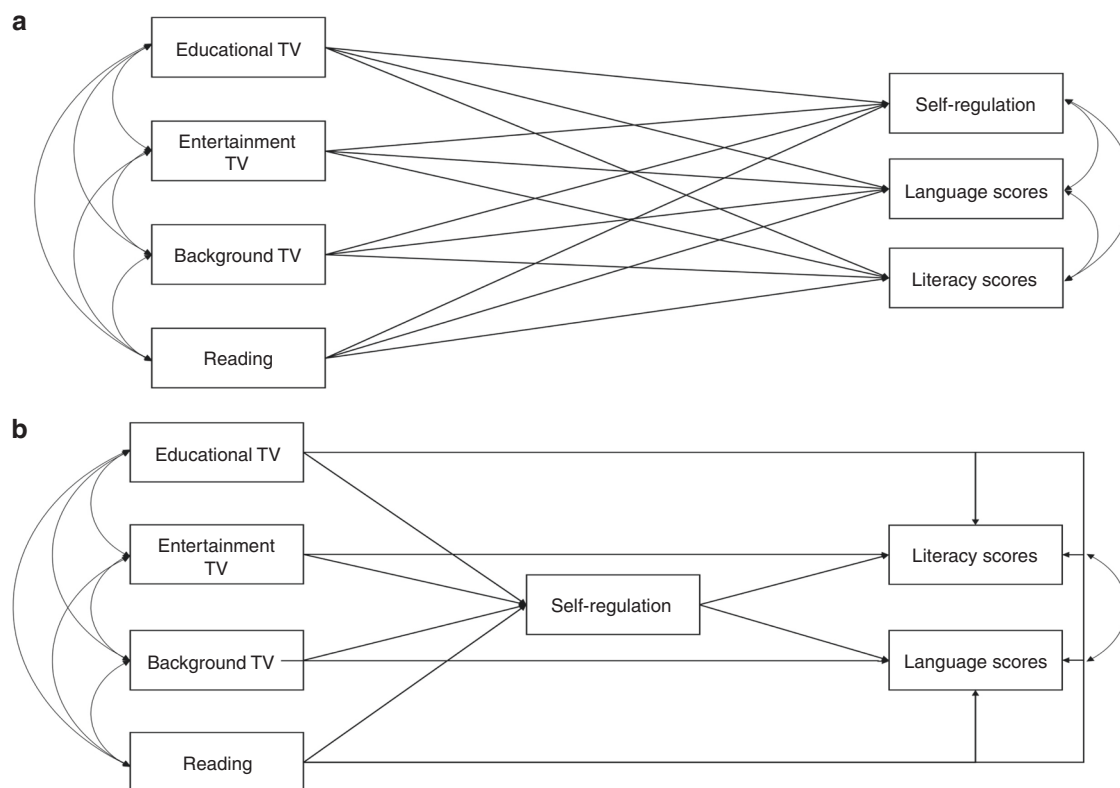 a
Educational TV
Entertainment
TV
Background TV
Reading
Self-regulation
Language scores
Literacy scores
b
Educational TV
Entertainment
TV
Background TV
Reading
Self-regulation
Literacy scores
Language scores